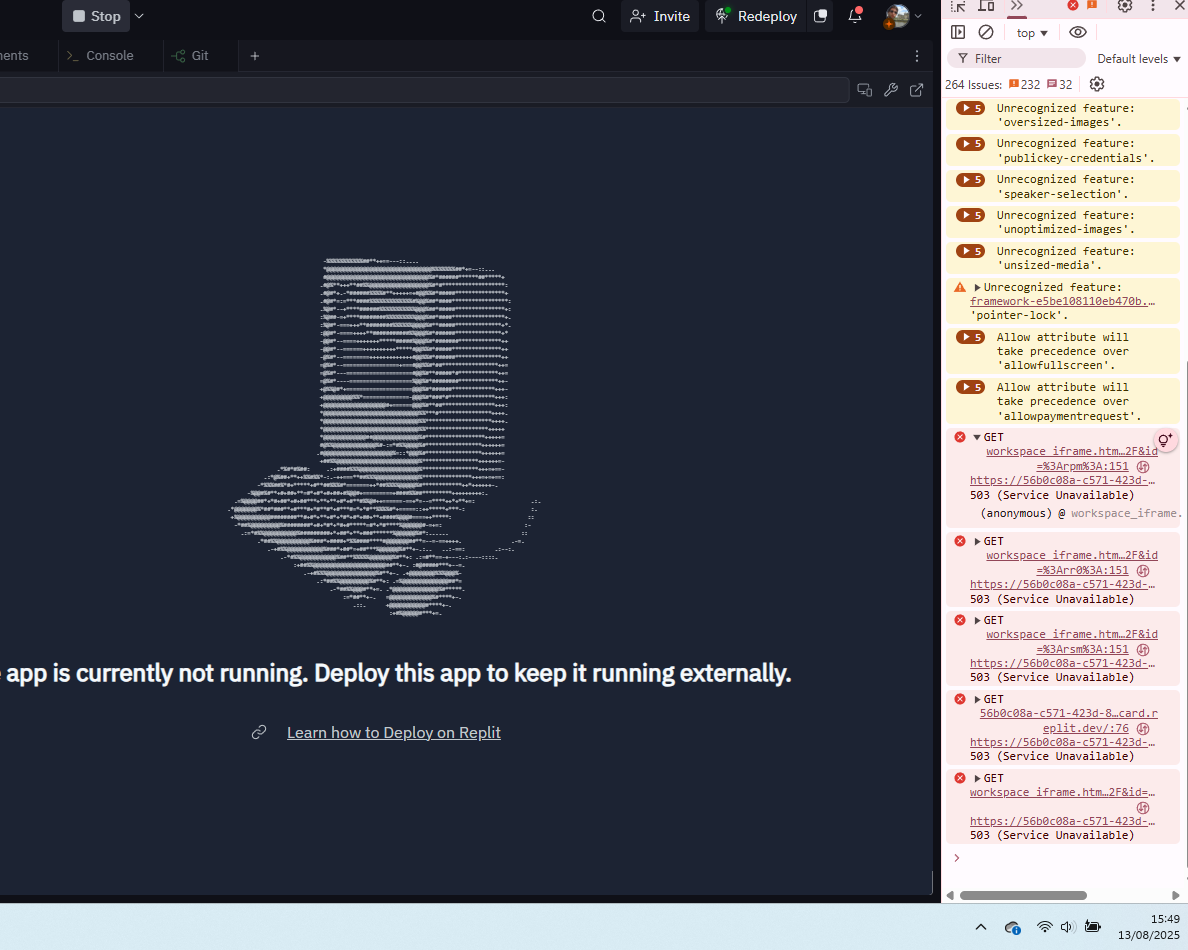 Stop
Invite
Redeploy
ments
Console
Git
e app is currently not running. Deploy this app to keep it running externally.
Learn how to Deploy on Replit
top
Filter
Default levels
264 Issues: 232 32
5 Unrecognized feature:
'oversized-images'.
5 Unrecognized feature:
'publickey-credentials'.
5 Unrecognized feature:
'speaker-selection'.
5 Unrecognized feature:
'unoptimized-images'.
5 Unrecognized feature:
'unsized-media'.
Unrecognized feature:
framework-e5be108110eb470b.…
'pointer-lock'.
5 Allow attribute will
take precedence over
'allowfullscreen'.
5 Allow attribute will
take precedence over
'allowpaymentrequest'.
GET
workspace_iframe.htm…2F&id
=%3Arpm%3A:151
https://56b0c08a-c571-423d-…
503 (Service Unavailable)
(anonymous) @ workspace_iframe.
GET
workspace_iframe.htm…2F&id
=%3Arr0%3A:151
https://56b0c08a-c571-423d-…
503 (Service Unavailable)
GET
workspace_iframe.htm…2F&id
=%3Arsm%3A:151
https://56b0c08a-c571-423d-…
503 (Service Unavailable)
GET
56b0c08a-c571-423d-8…card.r
eplit.dev/:76
https://56b0c08a-c571-423d-…
503 (Service Unavailable)
GET
workspace_iframe.htm…2F&id=…
https://56b0c08a-c571-423d-…
503 (Service Unavailable)
15:49
13/08/2025